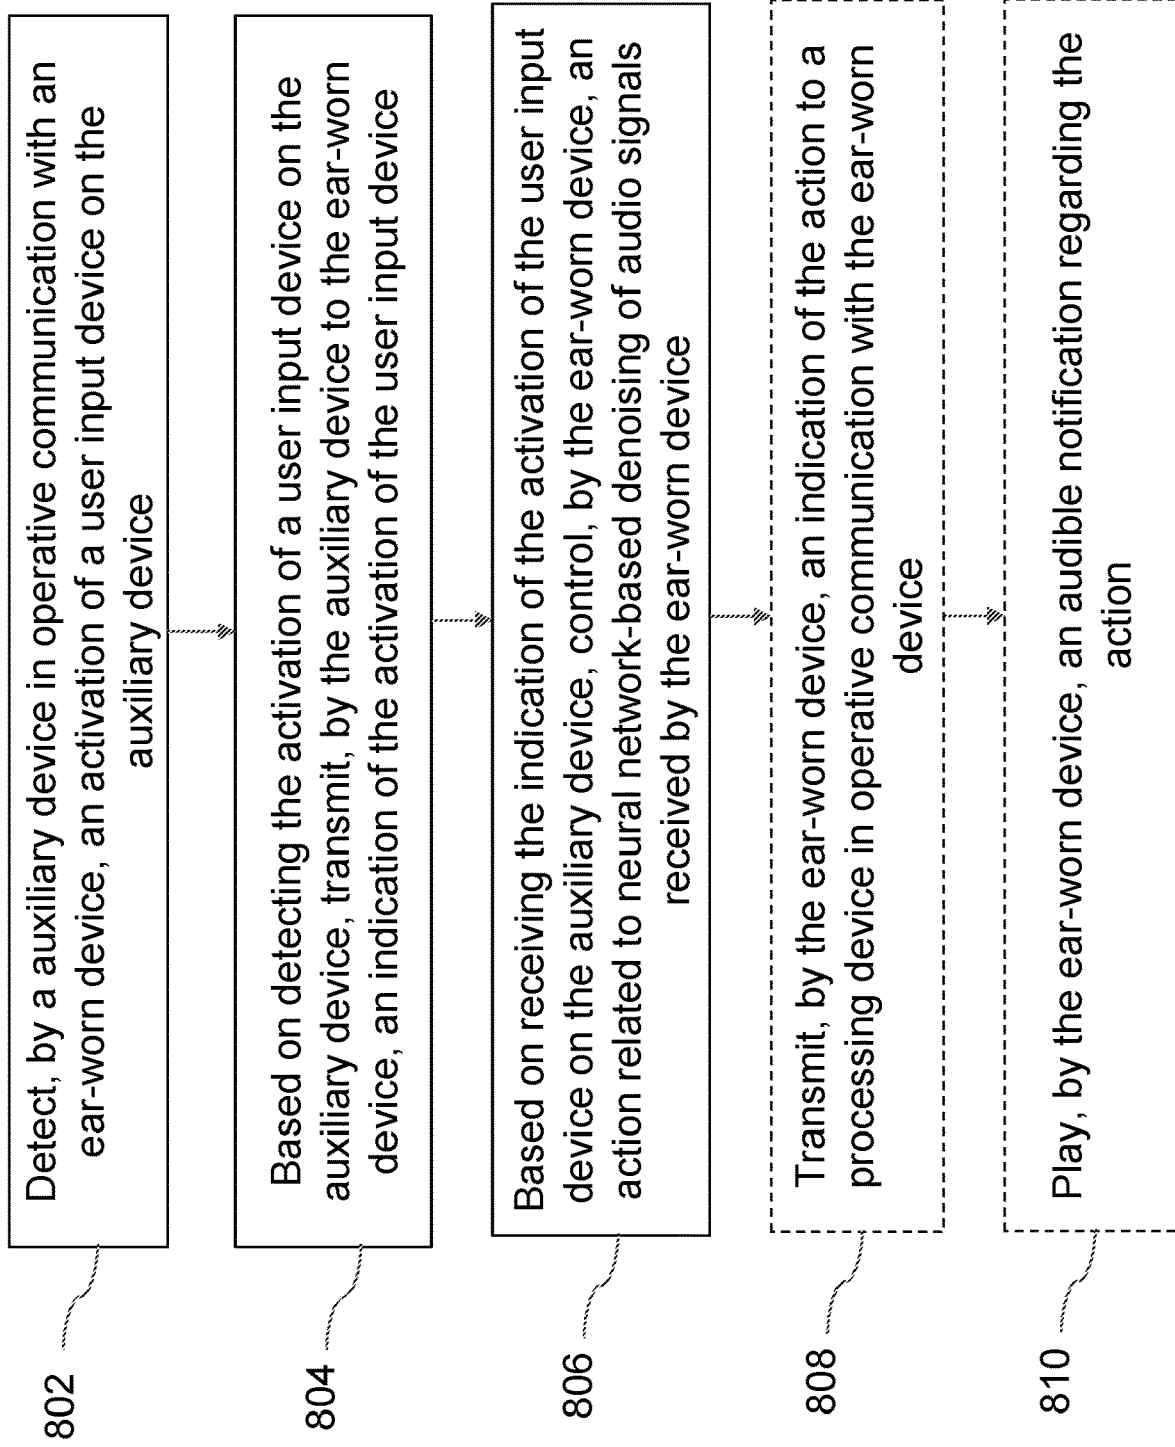 802
Detect, by a auxiliary device in operative communication with an
ear-worn device, an activation of a user input device on the
auxiliary device
804
Based on detecting the activation of a user input device on the
auxiliary device, transmit, by the auxiliary device to the ear-worn
device, an indication of the activation of the user input device
806
Based on receiving the indication of the activation of the user input
device on the auxiliary device, control, by the ear-worn device, an
action related to neural network-based denoising of audio signals
received by the ear-worn device
808
Transmit, by the ear-worn device, an indication of the action to a
processing device in operative communication with the ear-worn
device
810
Play, by the ear-worn device, an audible notification regarding the
action